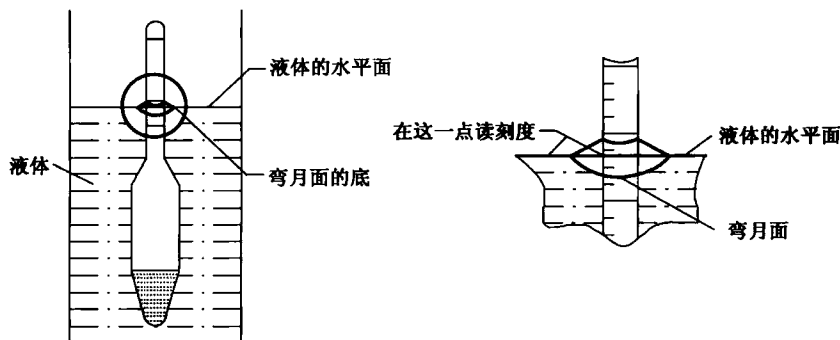 液体的水平面
液体
弯月面的底
在这一点读刻度
液体的水平面
弯月面